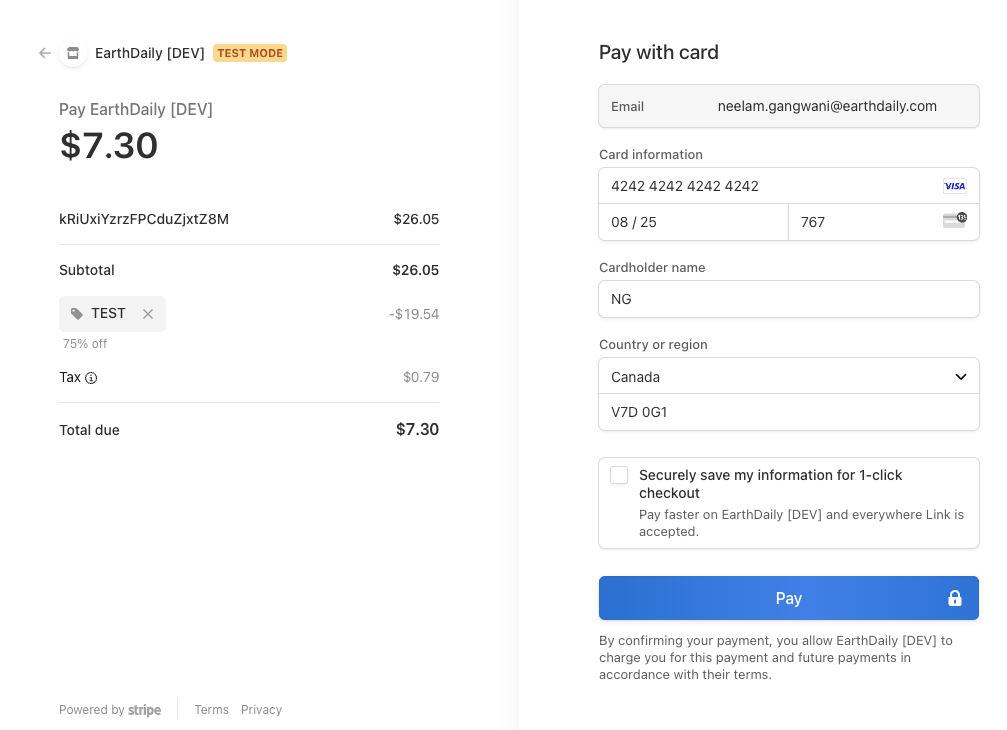 EarthDaily [DEV] TEST MODE
Pay EarthDaily [DEV]
$7.30
kRiUxiYzrzFPCduZjxtZ8M $26.05
Subtotal $26.05
TEST -$19.54
75% off
Tax $0.79
Total due $7.30
Powered by stripe Terms Privacy
Pay with card
Email neelam.gangwani@earthdaily.com
Card information
4242 4242 4242 4242 VISA
08 / 25 767
Cardholder name
NG
Country or region
Canada
V7D 0G1
Securely save my information for 1-click
checkout
Pay faster on EarthDaily [DEV] and everywhere Link is
accepted.
Pay
By confirming your payment, you allow EarthDaily [DEV] to
charge you for this payment and future payments in
accordance with their terms.